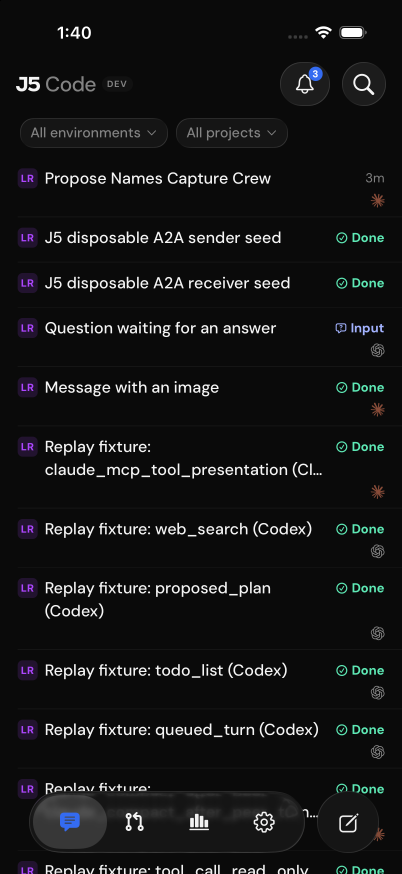 1:40
J5 Code DEV
3
All environments
All projects
LR Propose Names Capture Crew 3m
LR J5 disposable A2A sender seed Done
LR J5 disposable A2A receiver seed Done
LR Question waiting for an answer Input
LR Message with an image Done
LR Replay fixture: Done
claude_mcp_tool_presentation (Cl...
LR Replay fixture: web_search (Codex) Done
LR Replay fixture: proposed_plan Done
(Codex)
LR Replay fixture: todo_list (Codex) Done
LR Replay fixture: queued_turn (Codex) Done
LR Replay fixture: Done
LR Replay fixture: tool_call_read_only Done